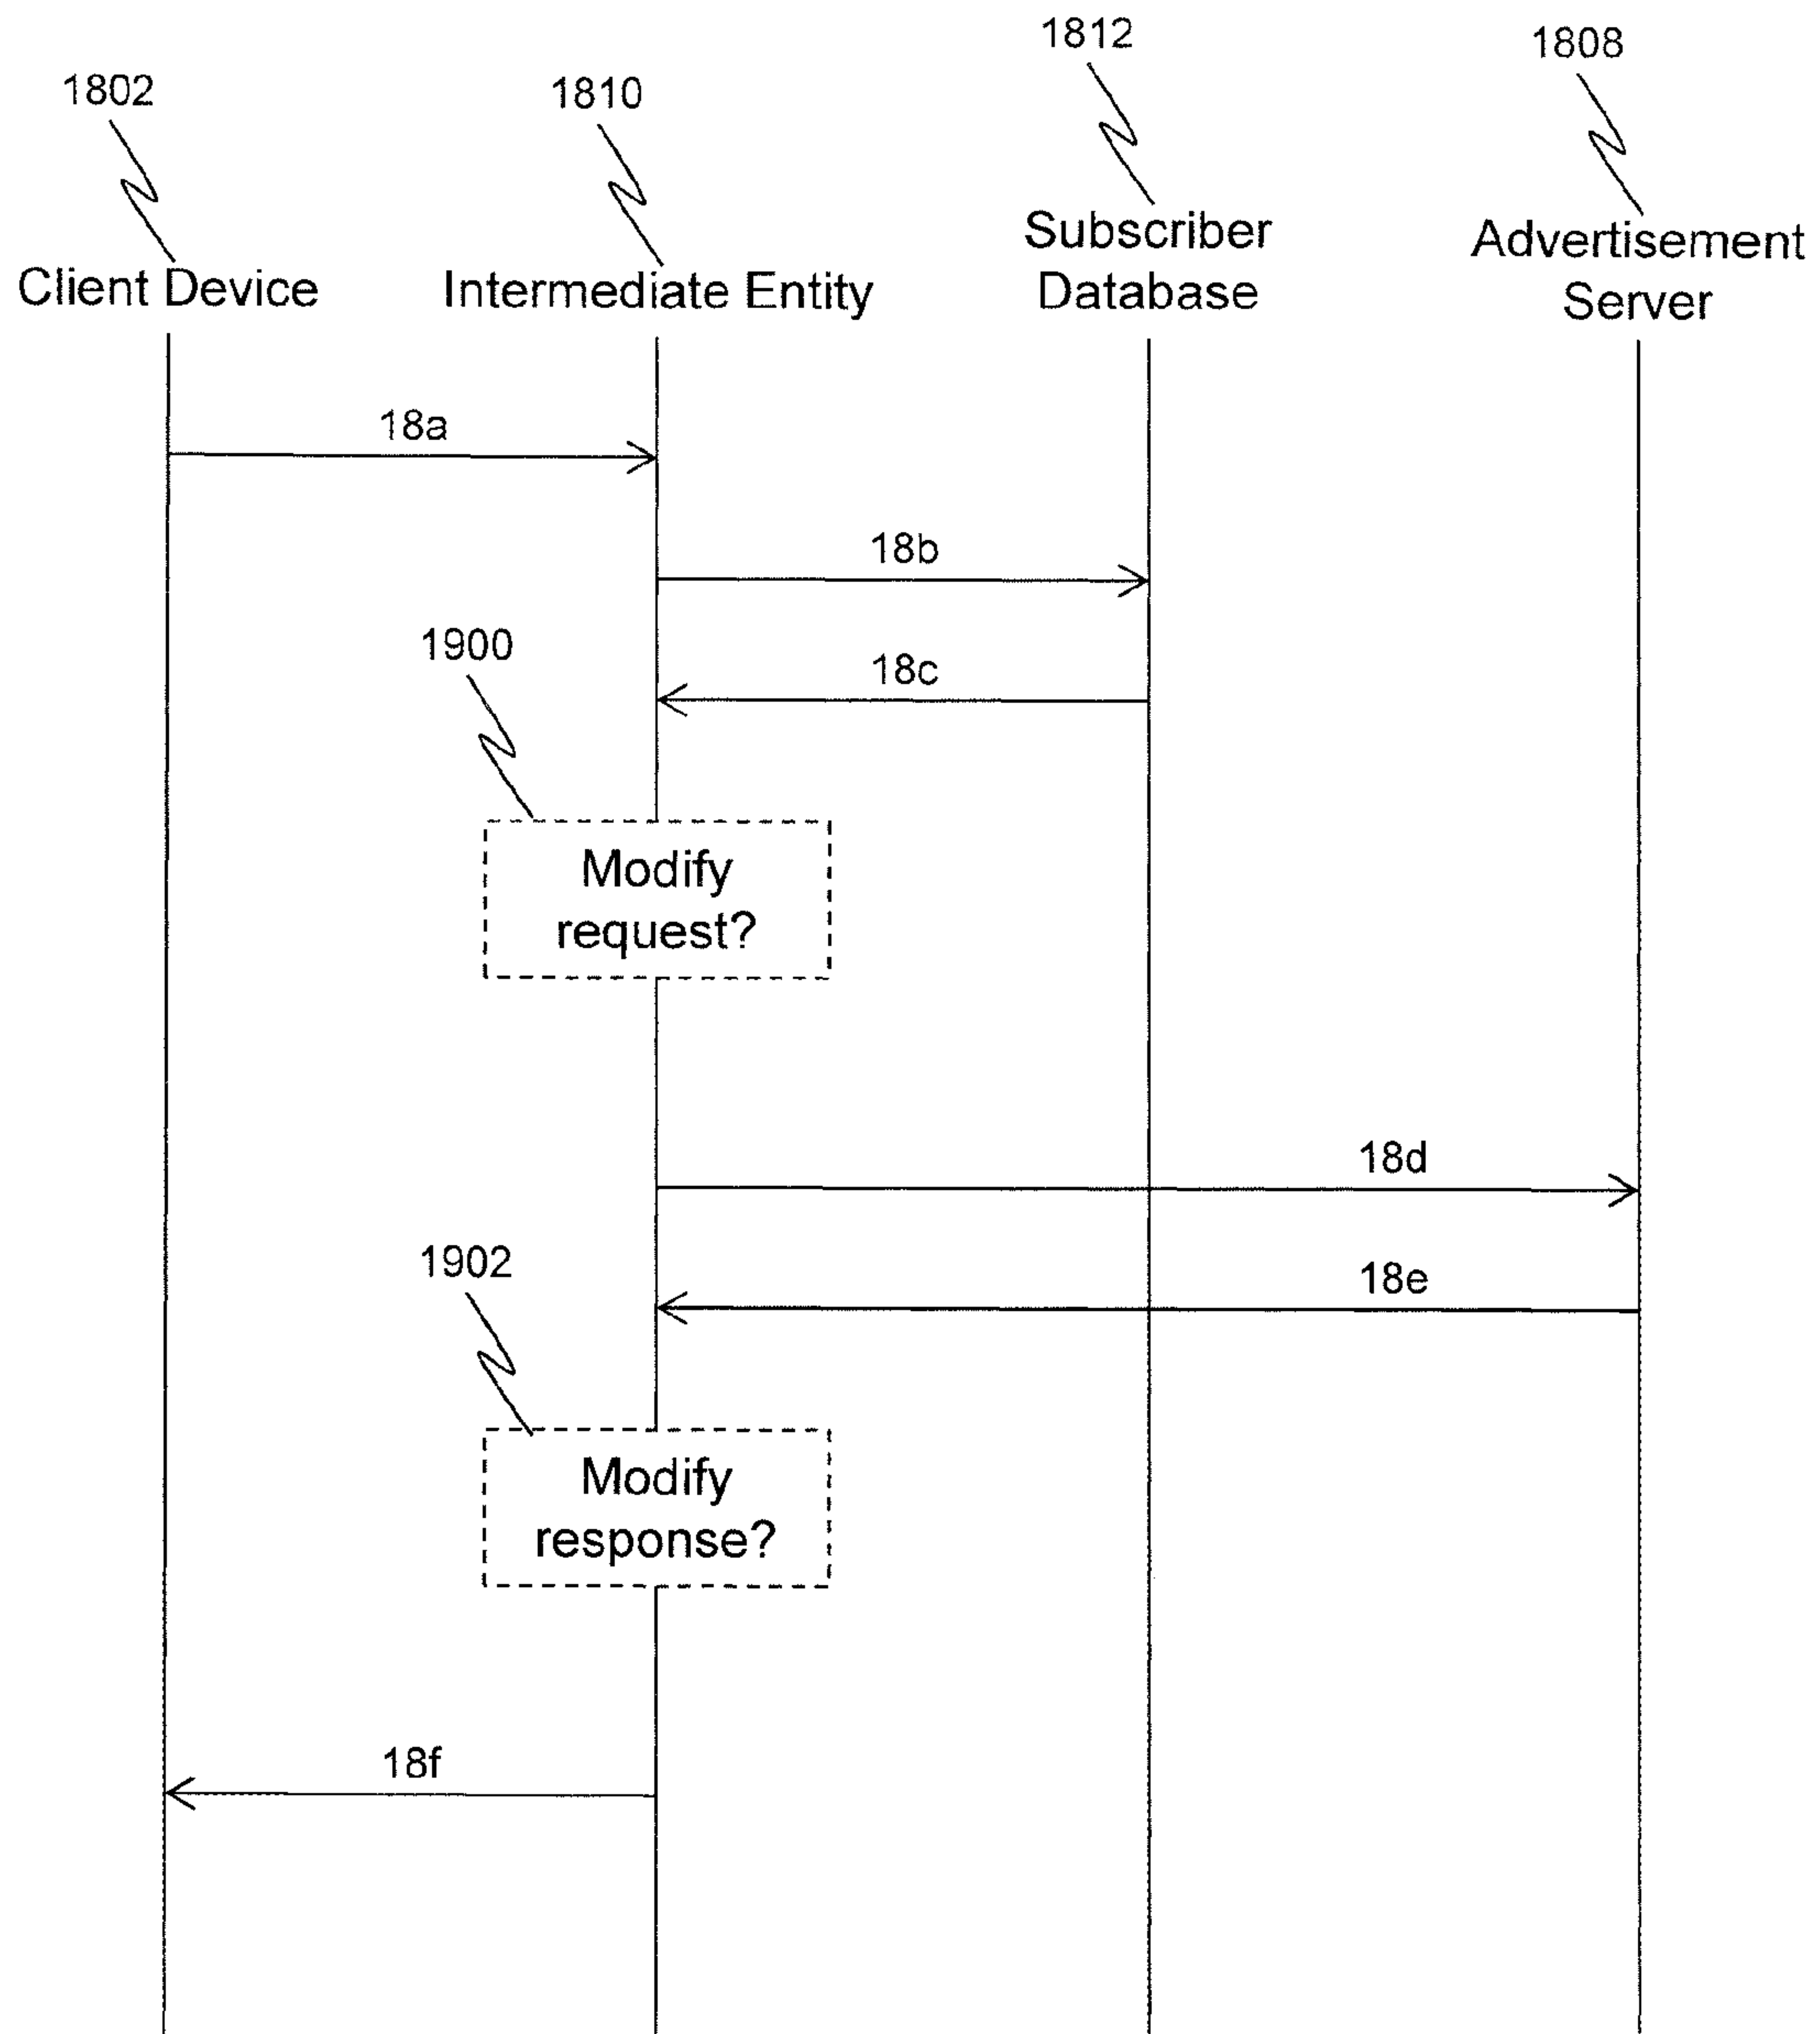 1802
1810
1812
1808
Client Device
Intermediate Entity
Subscriber
Database
Advertisement
Server
18a
18b
1900
18c
Modify
request?
18d
1902
18e
Modify
response?
18f